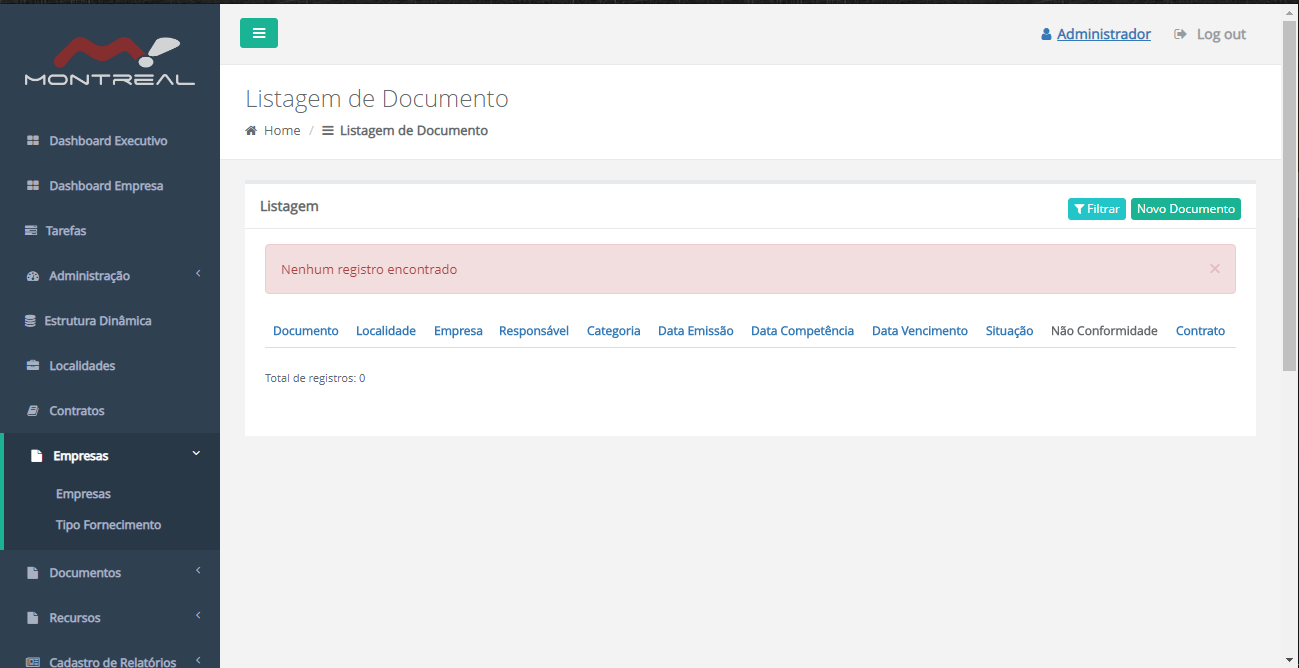 MONTREAL
Dashboard Executivo
Dashboard Empresa
Tarefas
Administração
Estrutura Dinâmica
Localidades
Contratos
Empresas
Empresas
Tipo Fornecimento
Documentos
Recursos
Cadastro de Relatórios
Administrador Log out
Listagem de Documento
Home / Listagem de Documento
Listagem Filtrar Novo Documento
Nenhum registro encontrado ×
Documento Localidade Empresa Responsável Categoria Data Emissão Data Competência Data Vencimento Situação Não Conformidade Contrato
Total de registros: 0